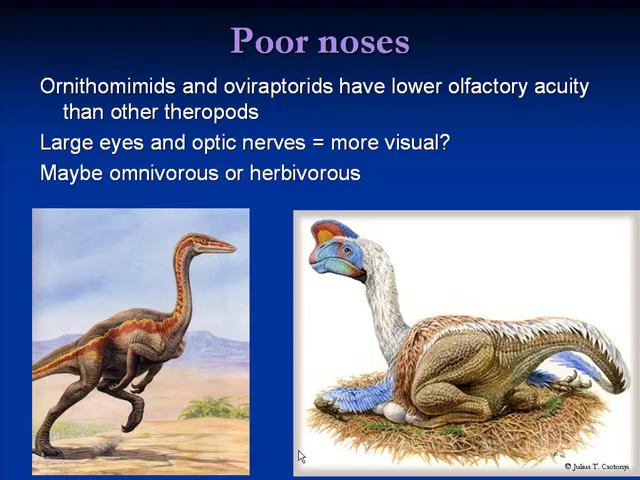 Poor noses
Ornithomimids and oviraptorids have lower olfactory acuity
than other theropods
Large eyes and optic nerves = more visual?
Maybe omnivorous or herbivorous
© Julius T. Csotonyi